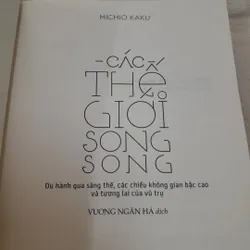 MICHIO KAKU
CÁC
THẾ
GIỚI
SONG
SONG
Du hành qua sáng thế, các chiều không gian bậc cao
và tương lai của vũ trụ
VƯƠNG NGÂN HÀ dịch